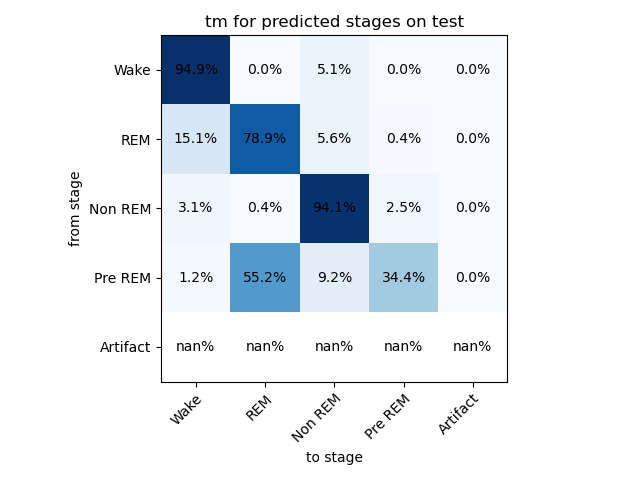 tm for predicted stages on test
Wake 94.9% 0.0% 5.1% 0.0% 0.0%
REM 15.1% 78.9% 5.6% 0.4% 0.0%
Non REM 3.1% 0.4% 94.1% 2.5% 0.0%
Pre REM 1.2% 55.2% 9.2% 34.4% 0.0%
Artifact nan% nan% nan% nan% nan%
from stage
Wake REM Non REM Pre REM Artifact
to stage